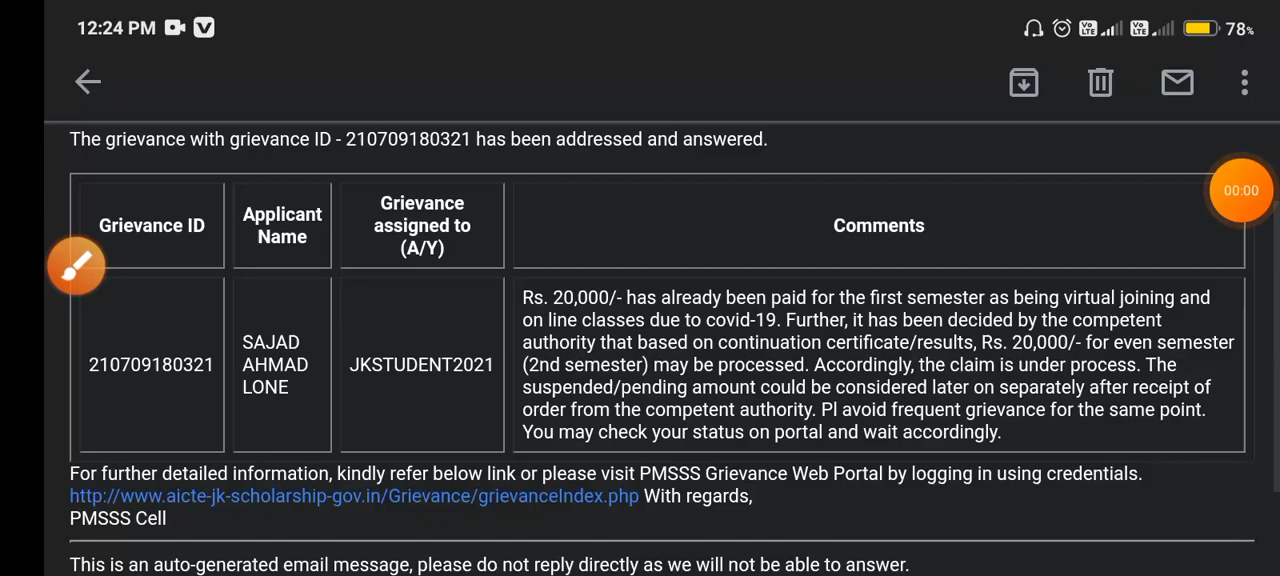 12:24 PM
78%
The grievance with grievance ID - 210709180321 has been addressed and answered.
00:00
Grievance ID
Applicant
Name
Grievance
assigned to
(A/Y)
Comments
210709180321
SAJAD
AHMAD
LONE
JKSTUDENT2021
Rs. 20,000/- has already been paid for the first semester as being virtual joining and
on line classes due to covid-19. Further, it has been decided by the competent
authority that based on continuation certificate/results, Rs. 20,000/- for even semester
(2nd semester) may be processed. Accordingly, the claim is under process. The
suspended/pending amount could be considered later on separately after receipt of
order from the competent authority. Pl avoid frequent grievance for the same point.
You may check your status on portal and wait accordingly.
For further detailed information, kindly refer below link or please visit PMSSS Grievance Web Portal by logging in using credentials.
http://www.aicte-jk-scholarship-gov.in/Grievance/grievanceIndex.php With regards,
PMSSS Cell
This is an auto-generated email message, please do not reply directly as we will not be able to answer.